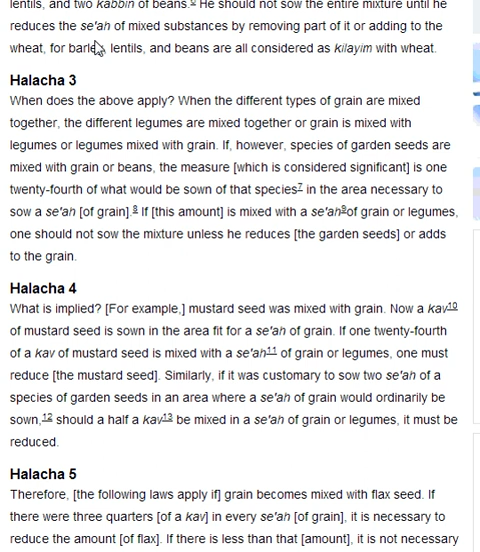 lentils, and two kabbin of beans.6 He should not sow the entire mixture until he
reduces the se'ah of mixed substances by removing part of it or adding to the
wheat, for barley, lentils, and beans are all considered as kilayim with wheat.
Halacha 3
When does the above apply? When the different types of grain are mixed
together, the different legumes are mixed together or grain is mixed with
legumes or legumes mixed with grain. If, however, species of garden seeds are
mixed with grain or beans, the measure [which is considered significant] is one
twenty-fourth of what would be sown of that species7 in the area necessary to
sow a se'ah [of grain].8 If [this amount] is mixed with a se'ah9of grain or legumes,
one should not sow the mixture unless he reduces [the garden seeds] or adds
to the grain.
Halacha 4
What is implied? [For example,] mustard seed was mixed with grain. Now a kav10
of mustard seed is sown in the area fit for a se'ah of grain. If one twenty-fourth
of a kav of mustard seed is mixed with a se'ah11 of grain or legumes, one must
reduce [the mustard seed]. Similarly, if it was customary to sow two se'ah of a
species of garden seeds in an area where a se'ah of grain would ordinarily be
sown,12 should a half a kav13 be mixed in a se'ah of grain or legumes, it must be
reduced.
Halacha 5
Therefore, [the following laws apply if] grain becomes mixed with flax seed. If
there were three quarters [of a kav] in every se'ah [of grain], it is necessary to
reduce the amount [of flax]. If there is less than that [amount], it is not necessary